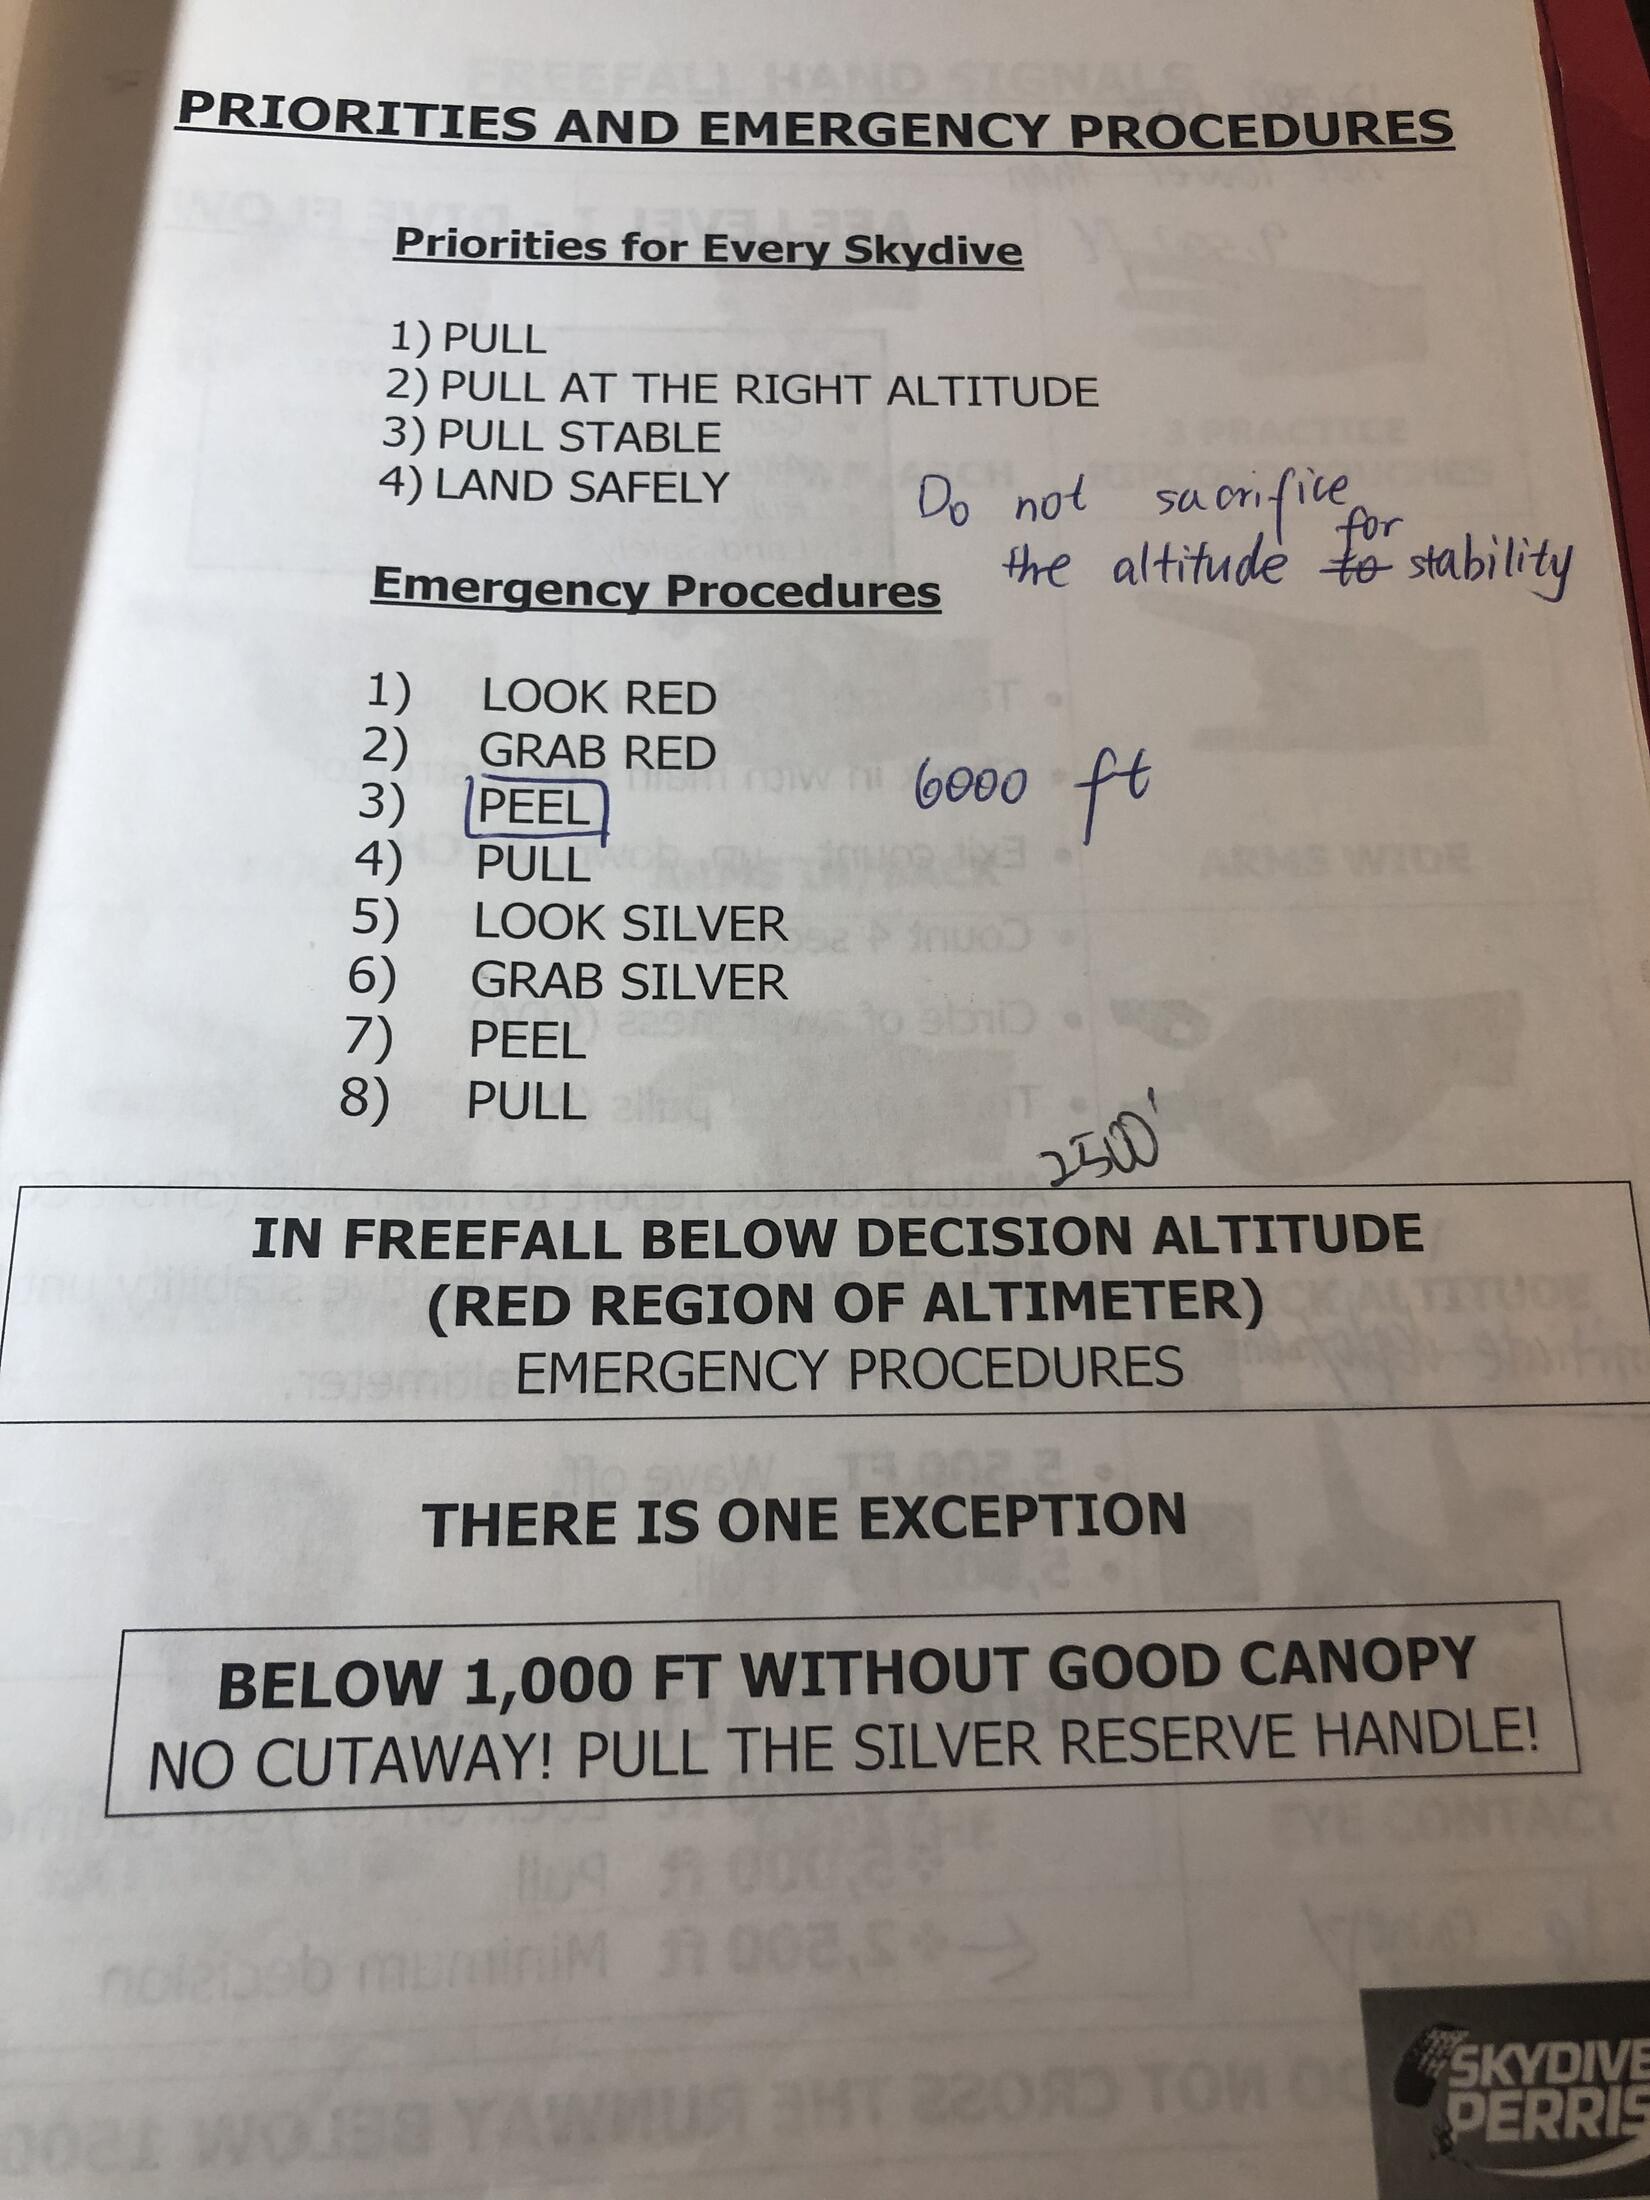 PRIORITIES AND EMERGENCY PROCEDURES
Priorities for Every Skydive
1) PULL
2) PULL AT THE RIGHT ALTITUDE
3) PULL STABLE
4) LAND SAFELY
Do not sacrifice
for
the altitude to stability
Emergency Procedures
1) LOOK RED
2) GRAB RED
3) PEEL
6000 ft
4) PULL
5) LOOK SILVER
6) GRAB SILVER
7) PEEL
8) PULL
2500'
IN FREEFALL BELOW DECISION ALTITUDE
(RED REGION OF ALTIMETER)
EMERGENCY PROCEDURES
THERE IS ONE EXCEPTION
BELOW 1,000 FT WITHOUT GOOD CANOPY
NO CUTAWAY! PULL THE SILVER RESERVE HANDLE!
SKYDIVE
PERRIS